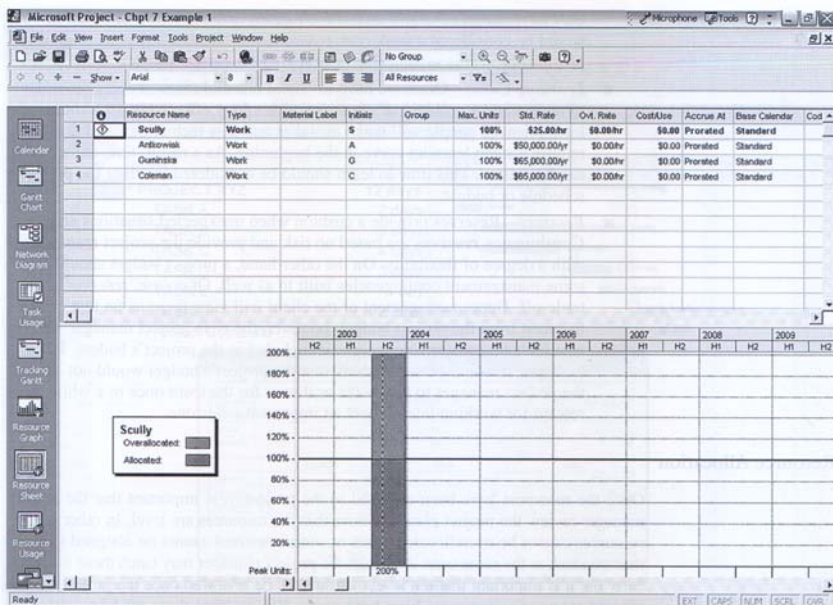 Microsoft Project - Chpt 7 Example 1
Microphone Tools
File Edit View Insert Format Tools Project Window Help
No Group
Show Arial 8 B I U All Resources
Resource Name Type Material Label Initials Group Max. Units Std. Rate Ovt. Rate Cost/Use Accrue At Base Calendar Cod
1 Scully Work S 100% $25.00/hr $0.00/hr $0.00 Prorated Standard
2 Antkowiak Work A 100% $50,000.00/yr $0.00/hr $0.00 Prorated Standard
3 Guminska Work G 100% $65,000.00/yr $0.00/hr $0.00 Prorated Standard
4 Coleman Work C 100% $85,000.00/yr $0.00/hr $0.00 Prorated Standard
Calendar
Gantt
Chart
Network
Diagram
Task
Usage
Tracking
Gantt
Resource
Graph
Resource
Sheet
Resource
Usage
2003 2004 2005 2006 2007 2008 2009
H2 H1 H2 H1 H2 H1 H2 H1 H2 H1 H2 H1 H2 H1 H2
200%
180%
160%
140%
120%
100%
80%
60%
40%
20%
Scully
Overallocated:
Allocated:
Peak Units: 200%
Ready
EXT CAPS NUM SCRL OVR